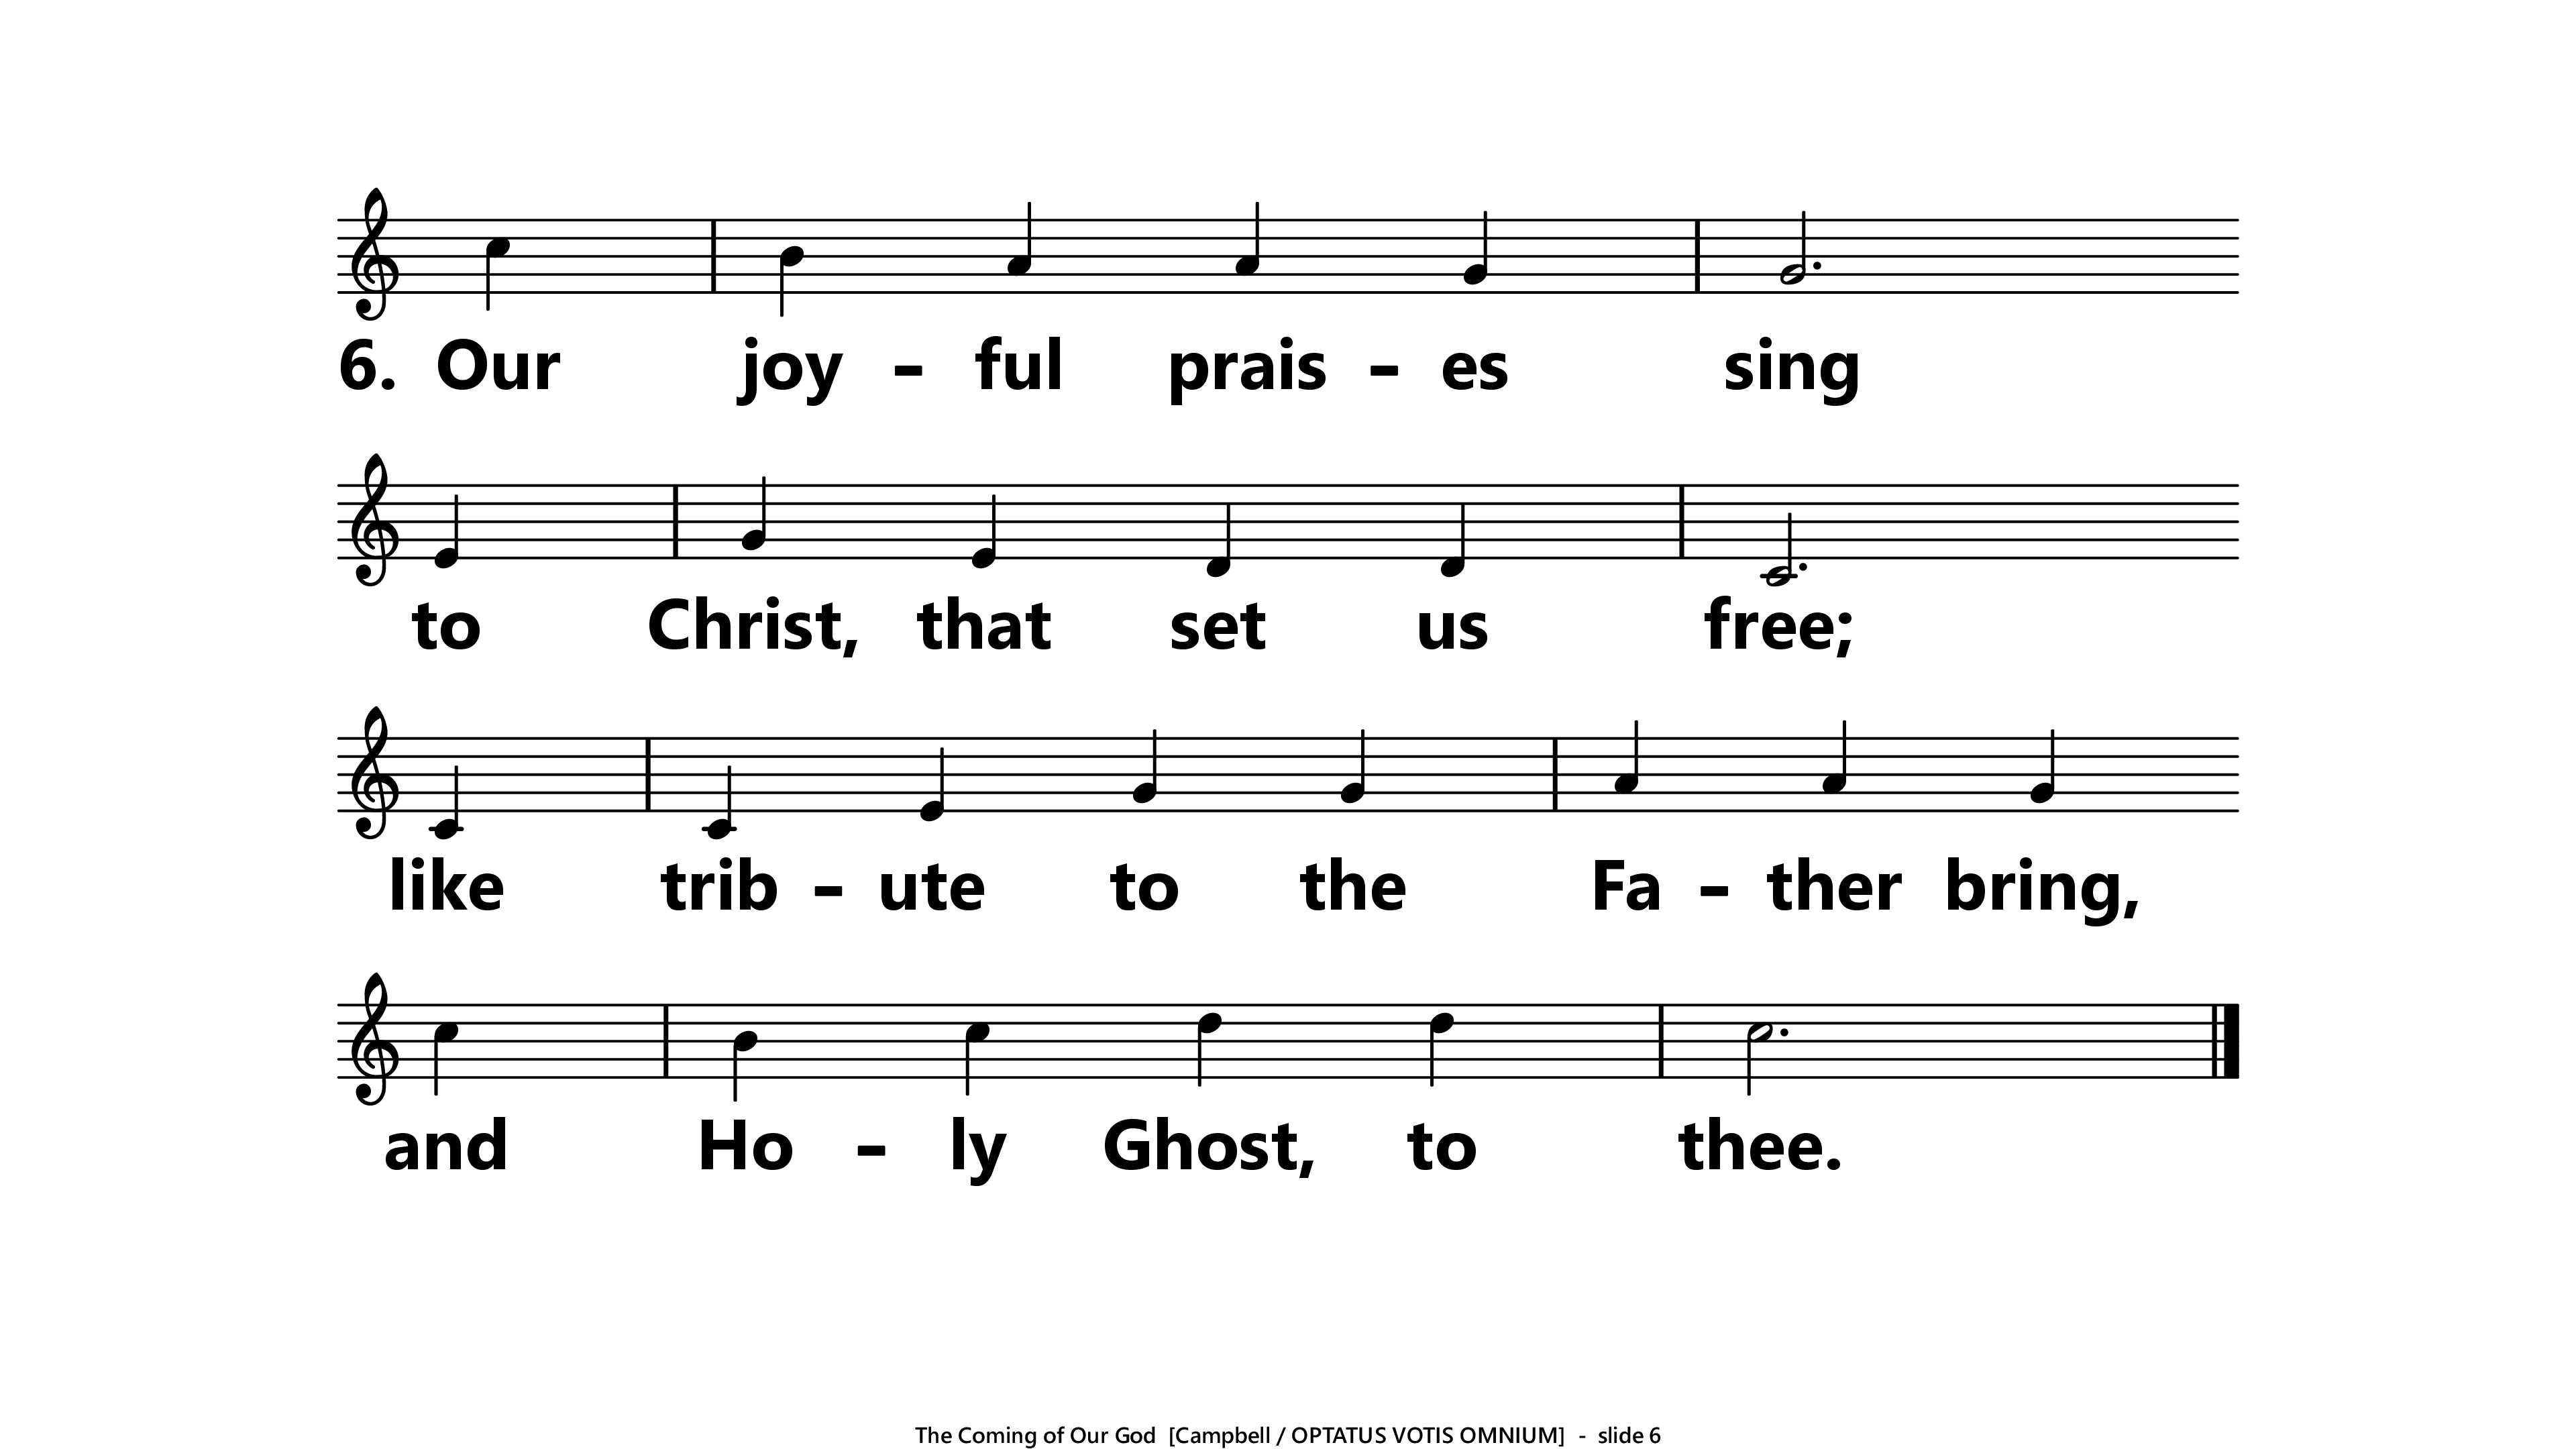 6. Our joy - ful prais - es sing
to Christ, that set us free;
like trib - ute to the Fa - ther bring,
and Ho - ly Ghost, to thee.
The Coming of Our God [Campbell / OPTATUS VOTIS OMNIUM] - slide 6